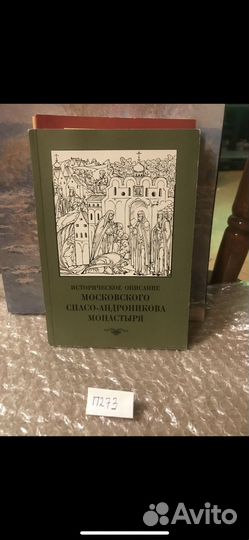 ИСТОРИЧЕСКОЕ ОПИСАНИЕ
МОСКОВСКОГО
СПАСО-АНДРОНИКОВА
МОНАСТЫРЯ
П273
Avito